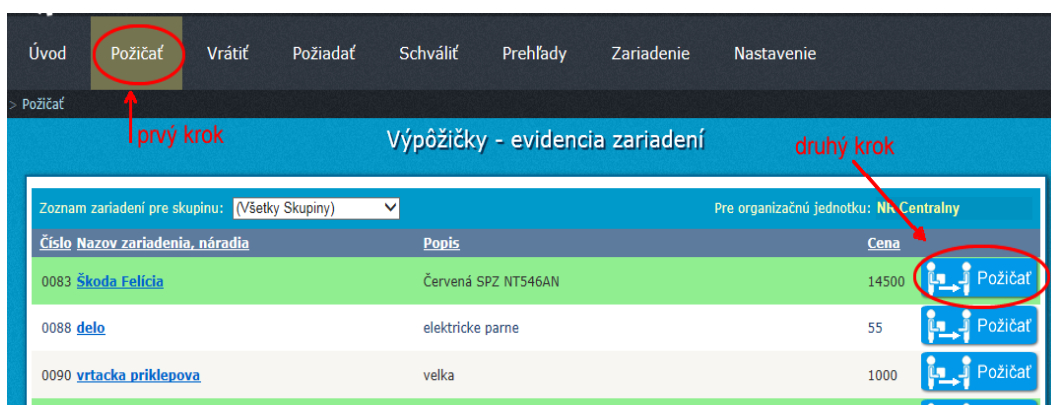 Úvod Požičať Vrátiť Požiadať Schváliť Prehľady Zariadenie Nastavenie
> Požičať
prvý krok
Výpôžičky - evidencia zariadení
druhý krok
Zoznam zariadení pre skupinu: (Všetky Skupiny) Pre organizačnú jednotku: NR Centralny
Číslo Nazov zariadenia, náradia Popis Cena
0083 Škoda Felícia Červená SPZ NT546AN 14500 Požičať
0088 delo elektricke parne 55 Požičať
0090 vrtacka priklepova velka 1000 Požičať